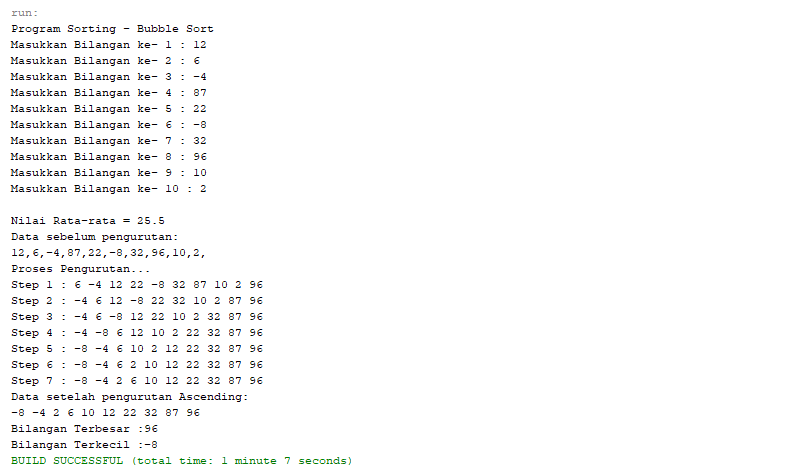 run:
Program Sorting - Bubble Sort
Masukkan Bilangan ke- 1 : 12
Masukkan Bilangan ke- 2 : 6
Masukkan Bilangan ke- 3 : -4
Masukkan Bilangan ke- 4 : 87
Masukkan Bilangan ke- 5 : 22
Masukkan Bilangan ke- 6 : -8
Masukkan Bilangan ke- 7 : 32
Masukkan Bilangan ke- 8 : 96
Masukkan Bilangan ke- 9 : 10
Masukkan Bilangan ke- 10 : 2
Nilai Rata-rata = 25.5
Data sebelum pengurutan:
12,6,-4,87,22,-8,32,96,10,2,
Proses Pengurutan...
Step 1 : 6 -4 12 22 -8 32 87 10 2 96
Step 2 : -4 6 12 -8 22 32 10 2 87 96
Step 3 : -4 6 -8 12 22 10 2 32 87 96
Step 4 : -4 -8 6 12 10 2 22 32 87 96
Step 5 : -8 -4 6 10 2 12 22 32 87 96
Step 6 : -8 -4 6 2 10 12 22 32 87 96
Step 7 : -8 -4 2 6 10 12 22 32 87 96
Data setelah pengurutan Ascending:
-8 -4 2 6 10 12 22 32 87 96
Bilangan Terbesar :96
Bilangan Terkecil :-8
BUILD SUCCESSFUL (total time: 1 minute 7 seconds)